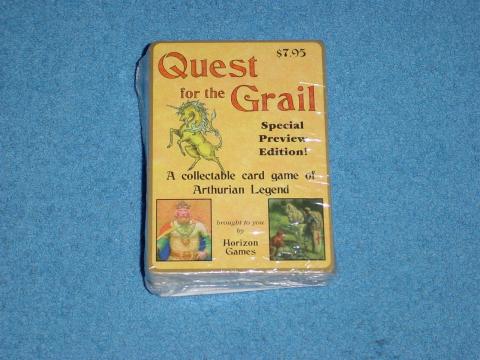 $7.95
Quest
for the Grail
Special
Preview
Edition!
A collectable card game of
Arthurian Legend
brought to you
by
Horizon
Games